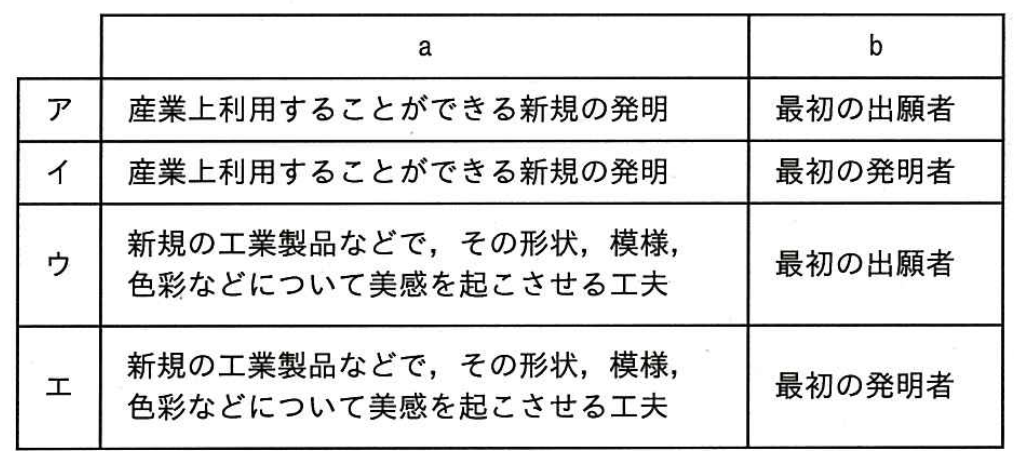 a b
ア 産業上利用することができる新規の発明 最初の出願者
イ 産業上利用することができる新規の発明 最初の発明者
ウ 新規の工業製品などで，その形状，模様，
色彩などについて美感を起こさせる工夫 最初の出願者
エ 新規の工業製品などで，その形状，模様，
色彩などについて美感を起こさせる工夫 最初の発明者